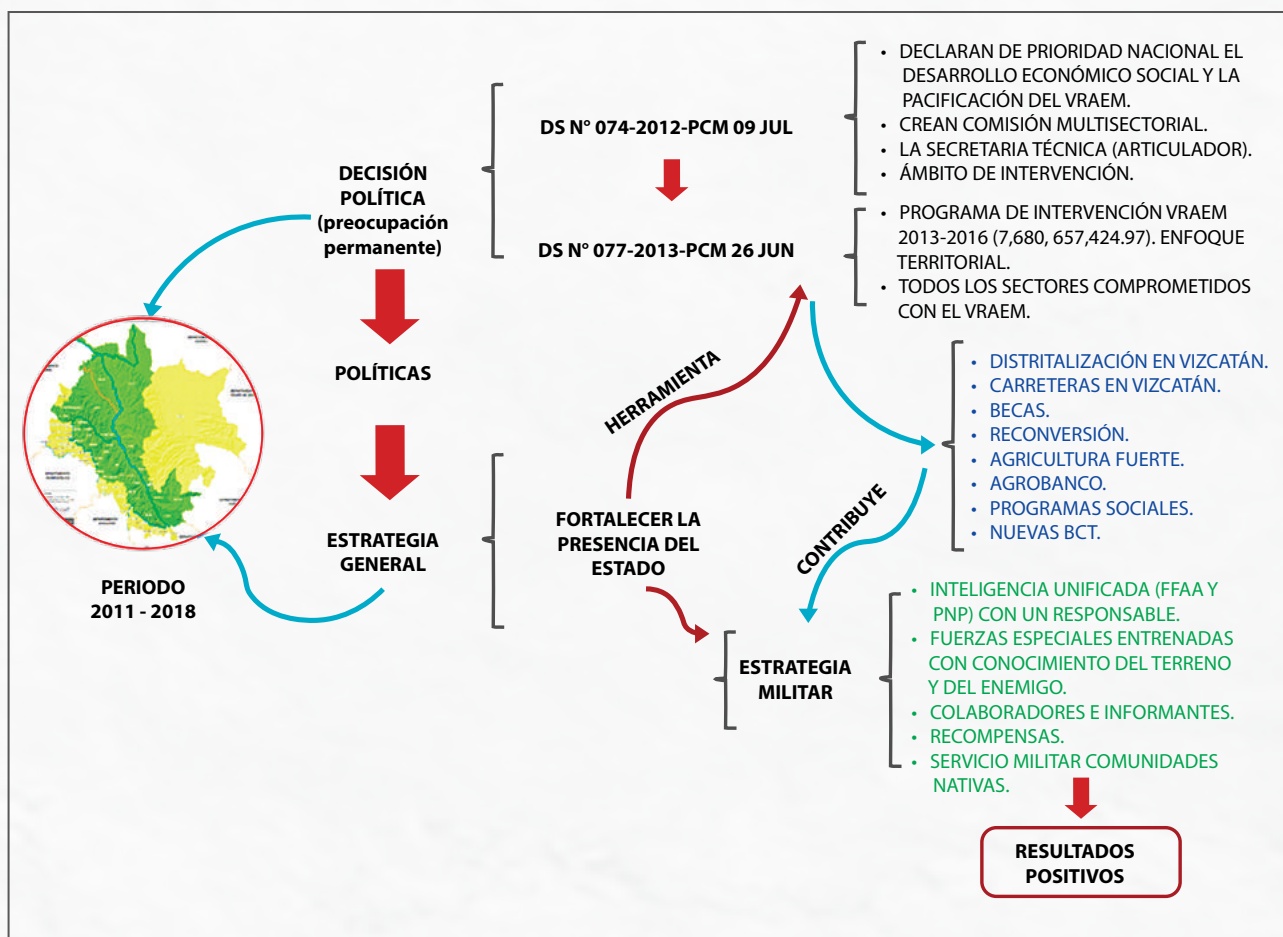 DECISIÓN
POLÍTICA
(preocupación
permanente)
POLÍTICAS
ESTRATEGIA
GENERAL
PERIODO
2011 - 2018
DS N° 074-2012-PCM 09 JUL
DS N° 077-2013-PCM 26 JUN
• DECLARAN DE PRIORIDAD NACIONAL EL
DESARROLLO ECONÓMICO SOCIAL Y LA
PACIFICACIÓN DEL VRAEM.
• CREAN COMISIÓN MULTISECTORIAL.
• LA SECRETARIA TÉCNICA (ARTICULADOR).
• ÁMBITO DE INTERVENCIÓN.
• PROGRAMA DE INTERVENCIÓN VRAEM
2013-2016 (7,680, 657,424.97). ENFOQUE
TERRITORIAL.
• TODOS LOS SECTORES COMPROMETIDOS
CON EL VRAEM.
HERRAMIENTA
FORTALECER LA
PRESENCIA DEL
ESTADO
CONTRIBUYE
• DISTRITALIZACIÓN EN VIZCATÁN.
• CARRETERAS EN VIZCATÁN.
• BECAS.
• RECONVERSIÓN.
• AGRICULTURA FUERTE.
• AGROBANCO.
• PROGRAMAS SOCIALES.
• NUEVAS BCT.
ESTRATEGIA
MILITAR
• INTELIGENCIA UNIFICADA (FFAA Y
PNP) CON UN RESPONSABLE.
• FUERZAS ESPECIALES ENTRENADAS
CON CONOCIMIENTO DEL TERRENO
Y DEL ENEMIGO.
• COLABORADORES E INFORMANTES.
• RECOMPENSAS.
• SERVICIO MILITAR COMUNIDADES
NATIVAS.
RESULTADOS
POSITIVOS